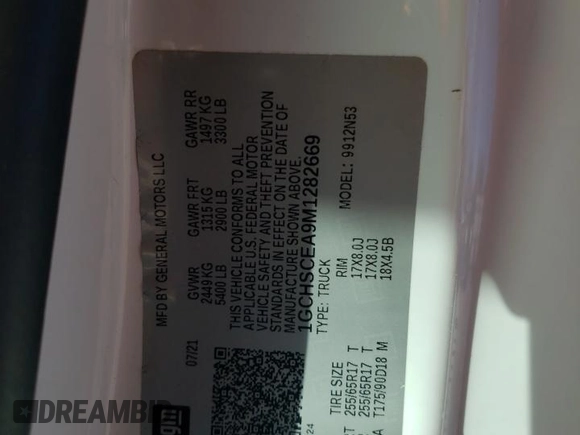 MFD BY GENERAL MOTORS LLC
07/21
GVWR GAWR FRT GAWR RR
2449 KG 1315 KG 1497 KG
5400 LB 2900 LB 3300 LB
THIS VEHICLE CONFORMS TO ALL
APPLICABLE U.S. FEDERAL MOTOR
VEHICLE SAFETY AND THEFT PREVENTION
STANDARDS IN EFFECT ON THE DATE OF
MANUFACTURE SHOWN ABOVE.
1GCHSCEA9M1282669
TYPE: TRUCK MODEL: 9912N53
TIRE SIZE RIM
255/65R17 T 17X8.0J
255/65R17 T 17X8.0J
T175/90D18 M 18X4.5B
gm
DREAMBID